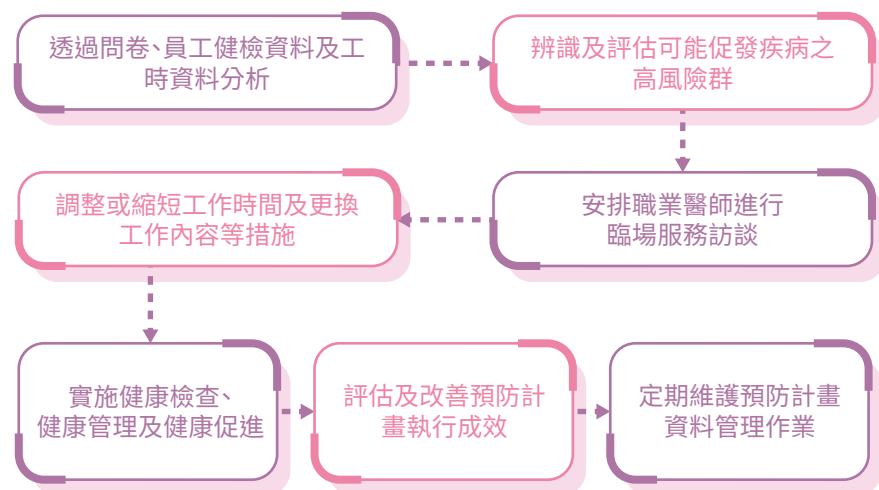 透過問卷、員工健檢資料及工
時資料分析
辨識及評估可能促發疾病之
高風險群
安排職業醫師進行
臨場服務訪談
調整或縮短工作時間及更換
工作內容等措施
實施健康檢查、
健康管理及健康促進
評估及改善預防計
畫執行成效
定期維護預防計畫
資料管理作業